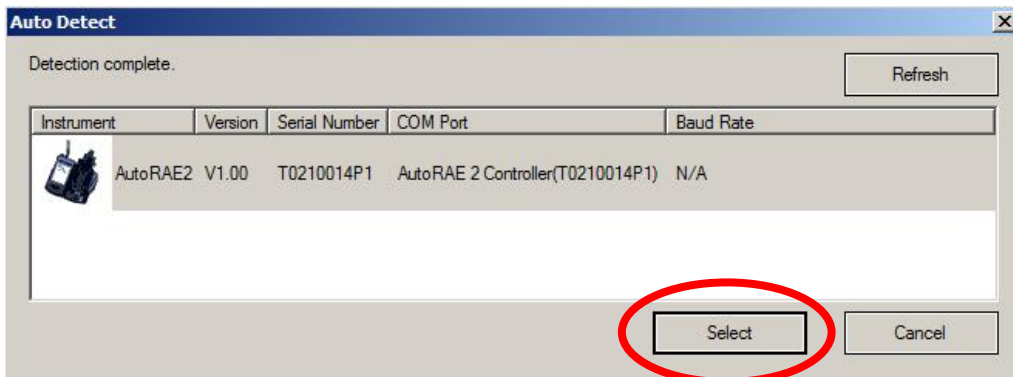 Auto Detect
Detection complete.
Refresh
Instrument Version Serial Number COM Port Baud Rate
AutoRAE2 V1.00 T0210014P1 AutoRAE 2 Controller(T0210014P1) N/A
Select Cancel